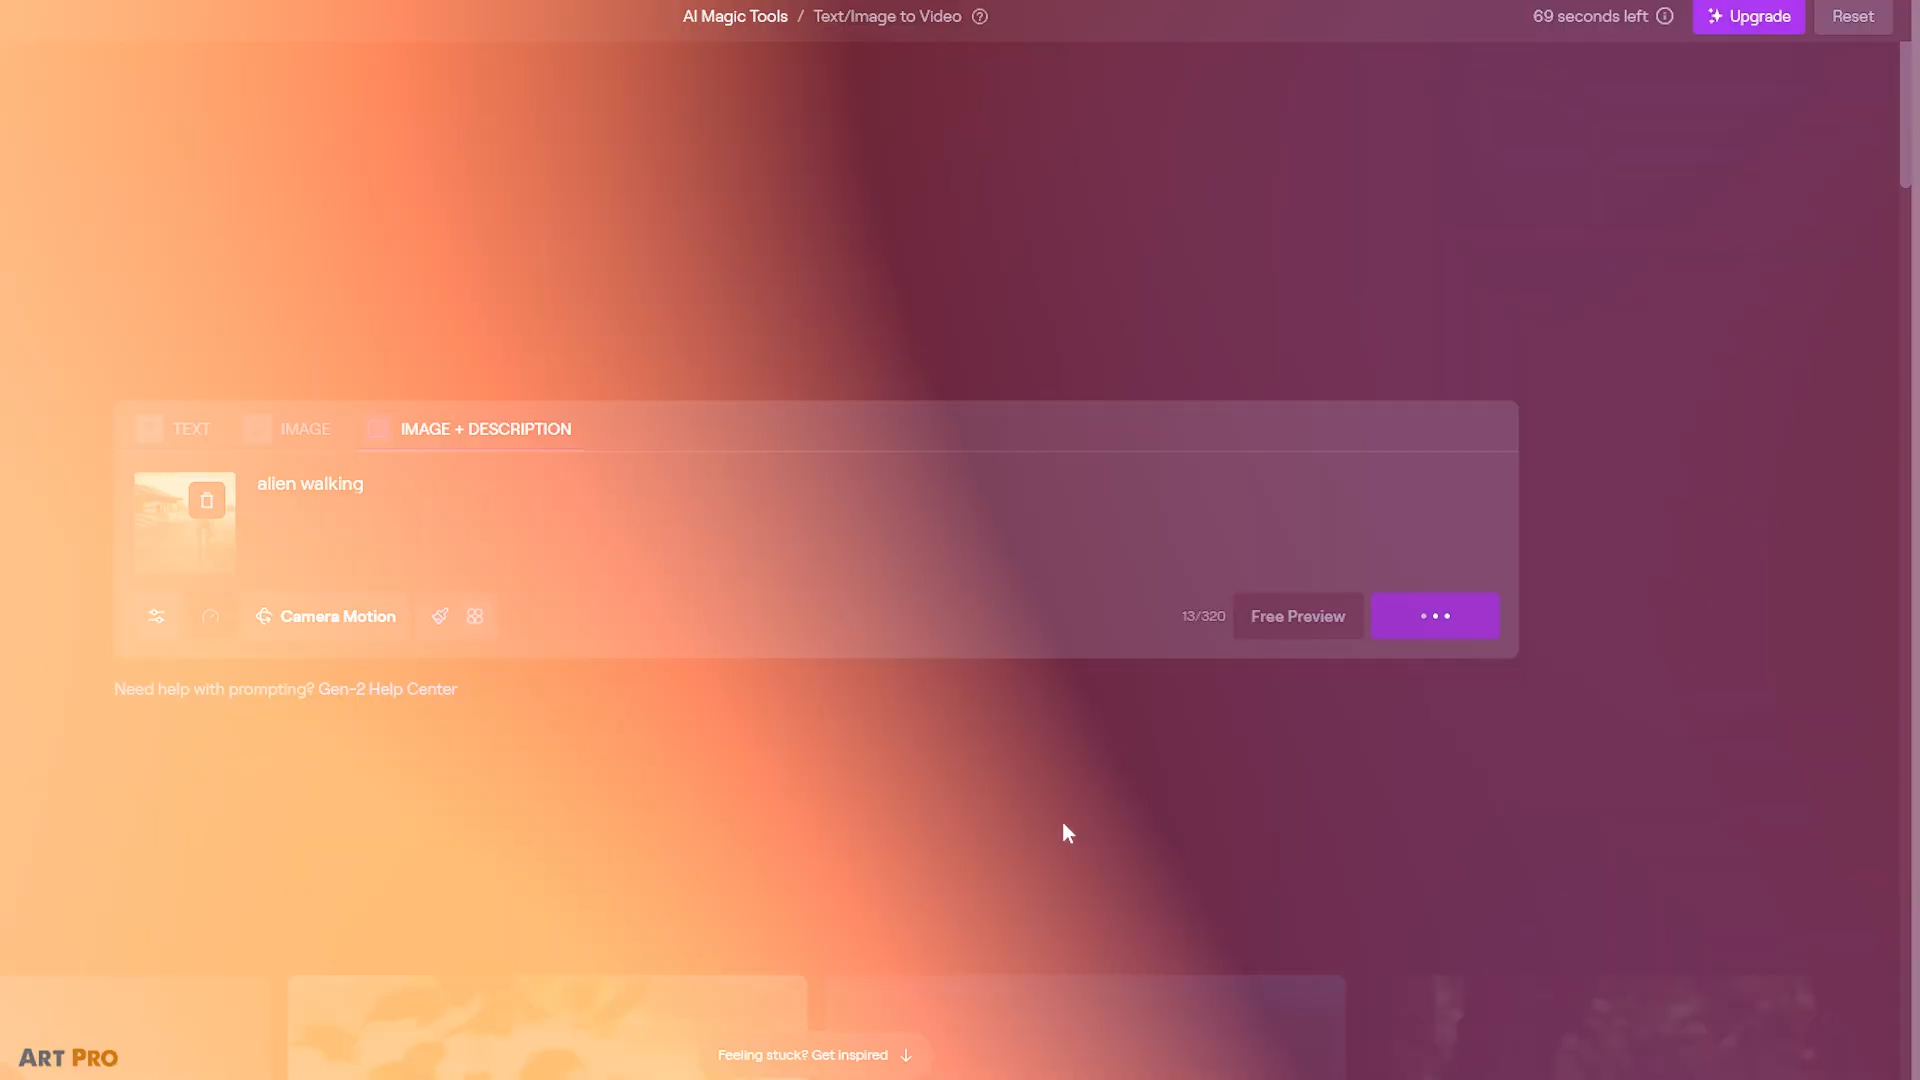 AI Magic Tools / Text/Image to Video
69 seconds left
Upgrade
Reset
TEXT
IMAGE
IMAGE + DESCRIPTION
alien walking
Camera Motion
13/320
Free Preview
Need help with prompting? Gen-2 Help Center
Feeling stuck? Get inspired
ART PRO